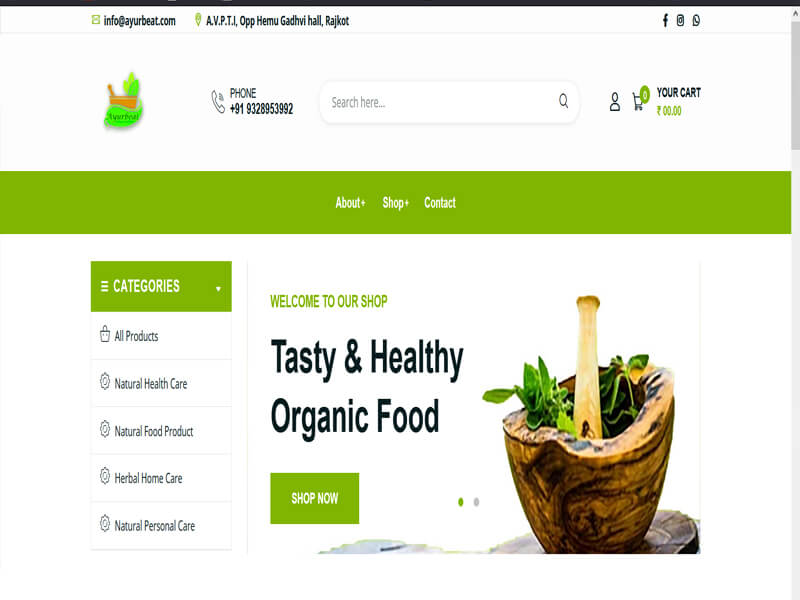 info@ayurbeat.com
A.V.P.T.I, Opp Hemu Gadhvi hall, Rajkot
Ayurbeat
PHONE
+91 9328953992
Search here...
0
YOUR CART
₹ 00.00
About+
Shop+
Contact
CATEGORIES
All Products
Natural Health Care
Natural Food Product
Herbal Home Care
Natural Personal Care
WELCOME TO OUR SHOP
Tasty & Healthy
Organic Food
SHOP NOW